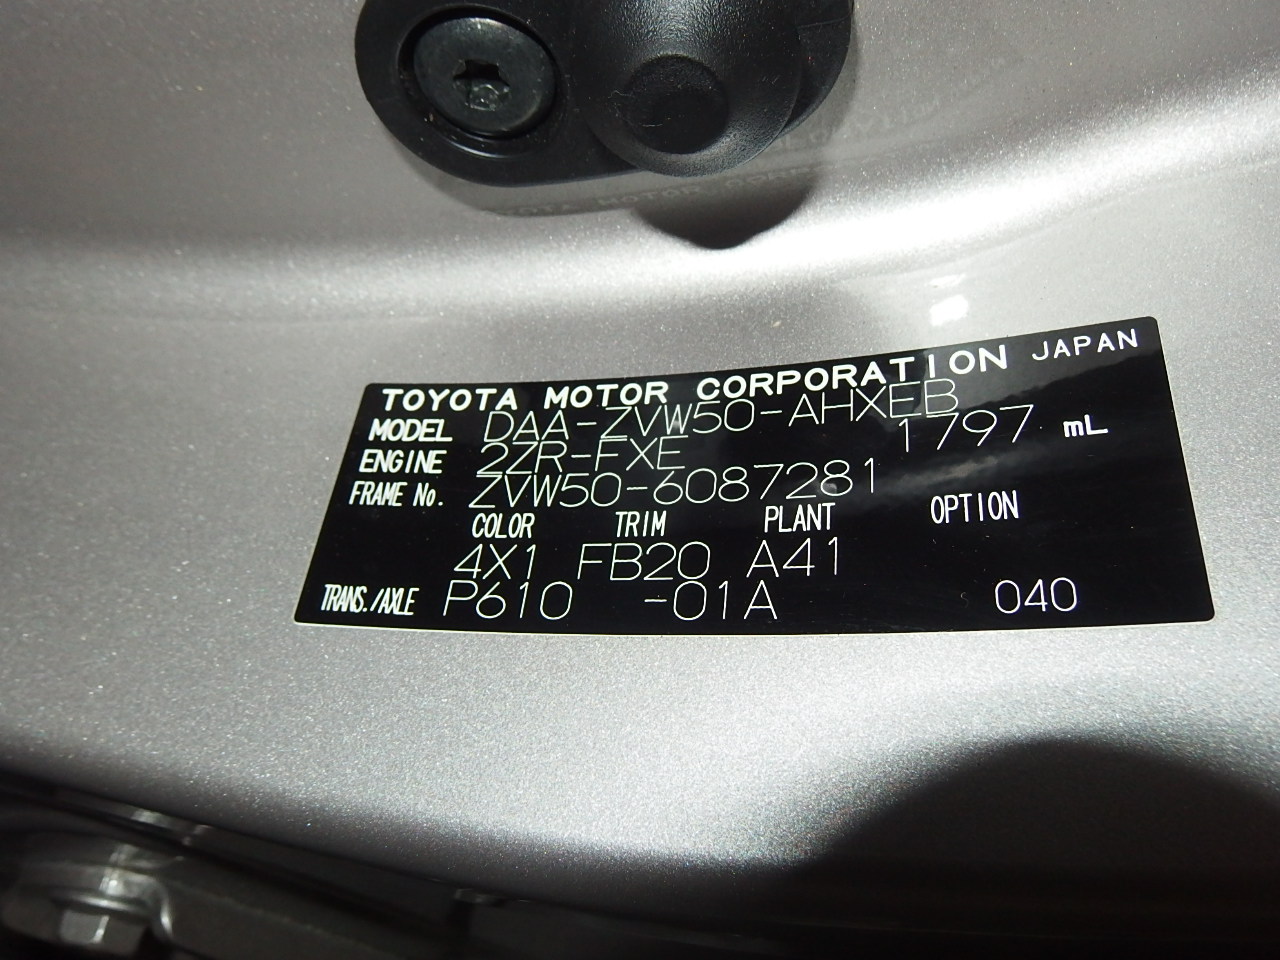 TOYOTA MOTOR CORPORATION JAPAN
MODEL DAA-ZVW50-AHXEB
ENGINE 2ZR-FXE 1797 mL
FRAME No. ZVW50-6087281
COLOR TRIM PLANT OPTION
4X1 FB20 A41
TRANS./AXLE P610 -01A 040